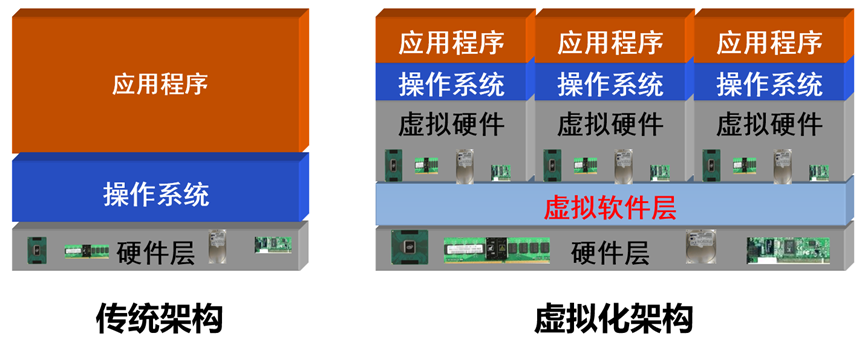 应用程序
操作系统
硬件层
传统架构
应用程序 应用程序 应用程序
操作系统 操作系统 操作系统
虚拟硬件 虚拟硬件 虚拟硬件
虚拟软件层
硬件层
虚拟化架构